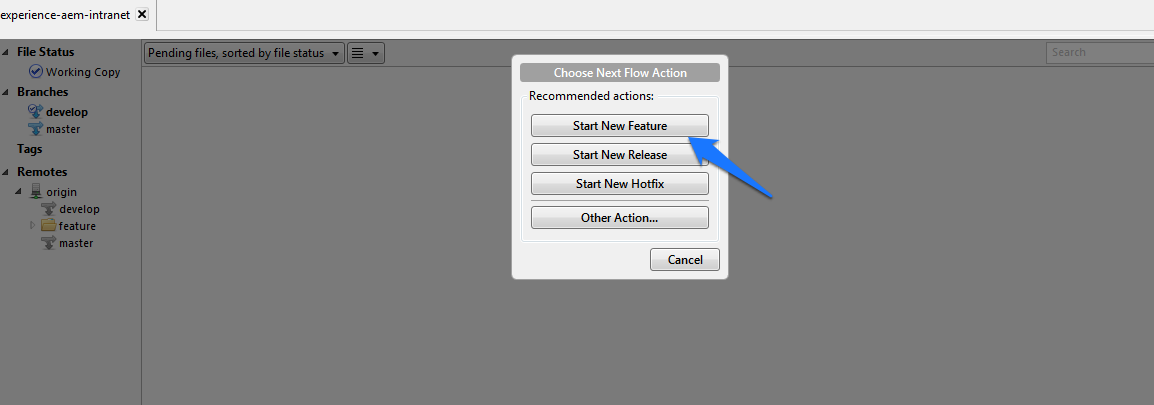 experience-aem-intranet
File Status
Working Copy
Branches
develop
master
Tags
Remotes
origin
develop
feature
master
Pending files, sorted by file status
Search
Choose Next Flow Action
Recommended actions:
Start New Feature
Start New Release
Start New Hotfix
Other Action...
Cancel